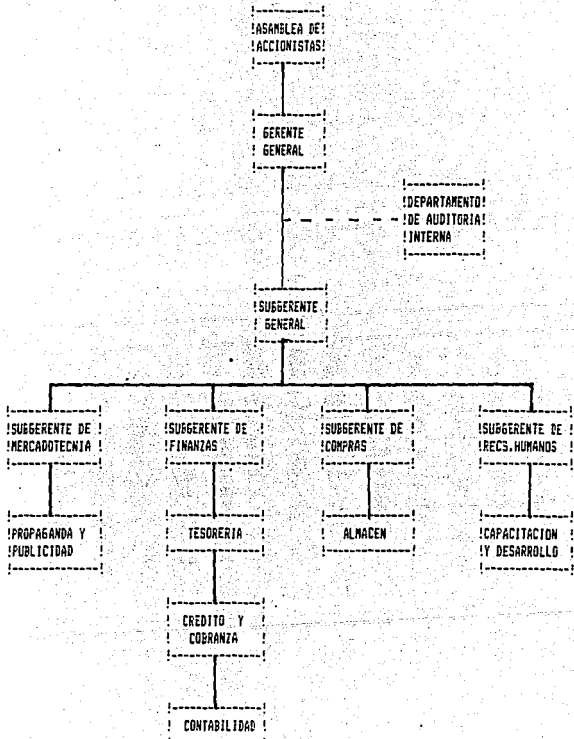 ASAMBLEA DE
ACCIONISTAS
GERENTE
GENERAL
DEPARTAMENTO
DE AUDITORIA
INTERNA
SUBGERENTE
GENERAL
SUBGERENTE DE
MERCADOTECNIA
SUBGERENTE DE
FINANZAS
SUBGERENTE DE
COMPRAS
SUBGERENTE DE
RECS.HUMANOS
PROPAGANDA Y
PUBLICIDAD
TESORERIA
ALMACEN
CAPACITACION
Y DESARROLLO
CREDITO Y
COBRANZA
CONTABILIDAD